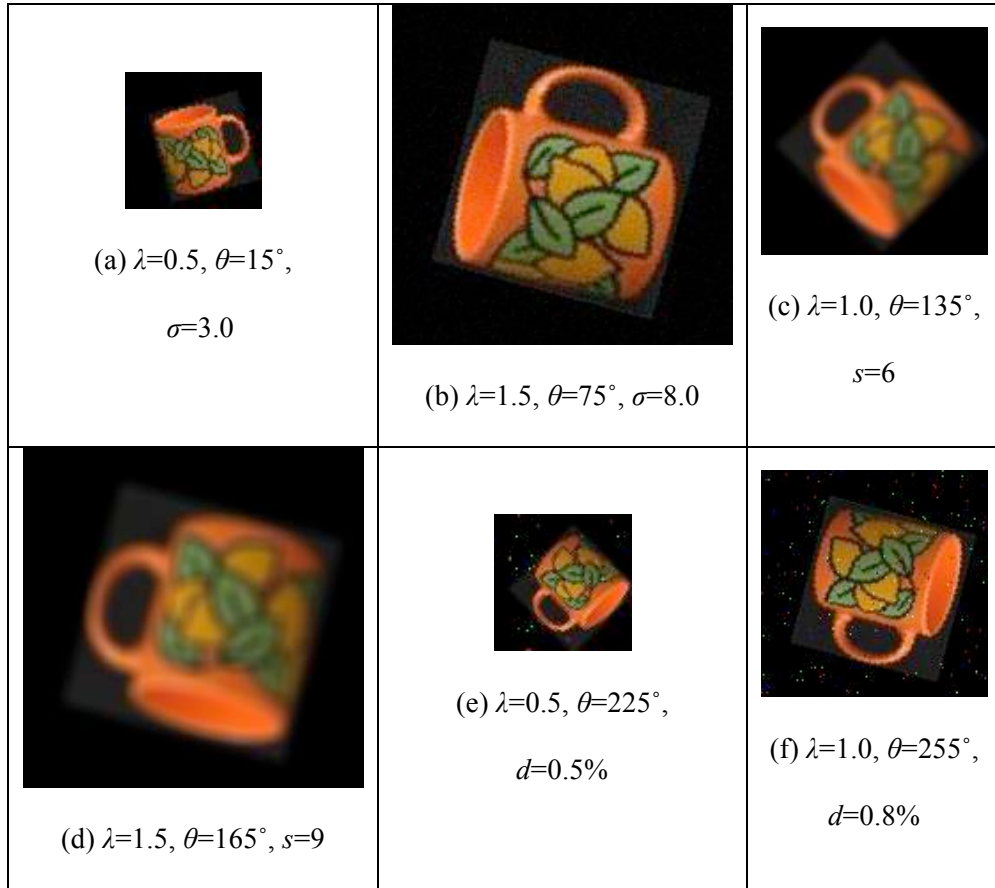 (a) λ=0.5, θ=15˚,
σ=3.0
(b) λ=1.5, θ=75˚, σ=8.0
(c) λ=1.0, θ=135˚,
s=6
(d) λ=1.5, θ=165˚, s=9
(e) λ=0.5, θ=225˚,
d=0.5%
(f) λ=1.0, θ=255˚,
d=0.8%